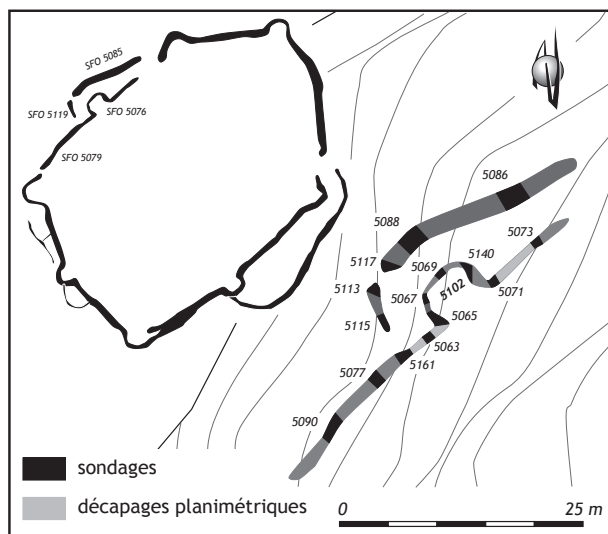 SFO 5085
SFO 5119
SFO 5076
SFO 5079
5086
5088
5073
5117
5069
5140
5113
5067
5102
5071
5065
5115
5063
5077
5161
5090
sondages
décapages planimétriques
0 25 m